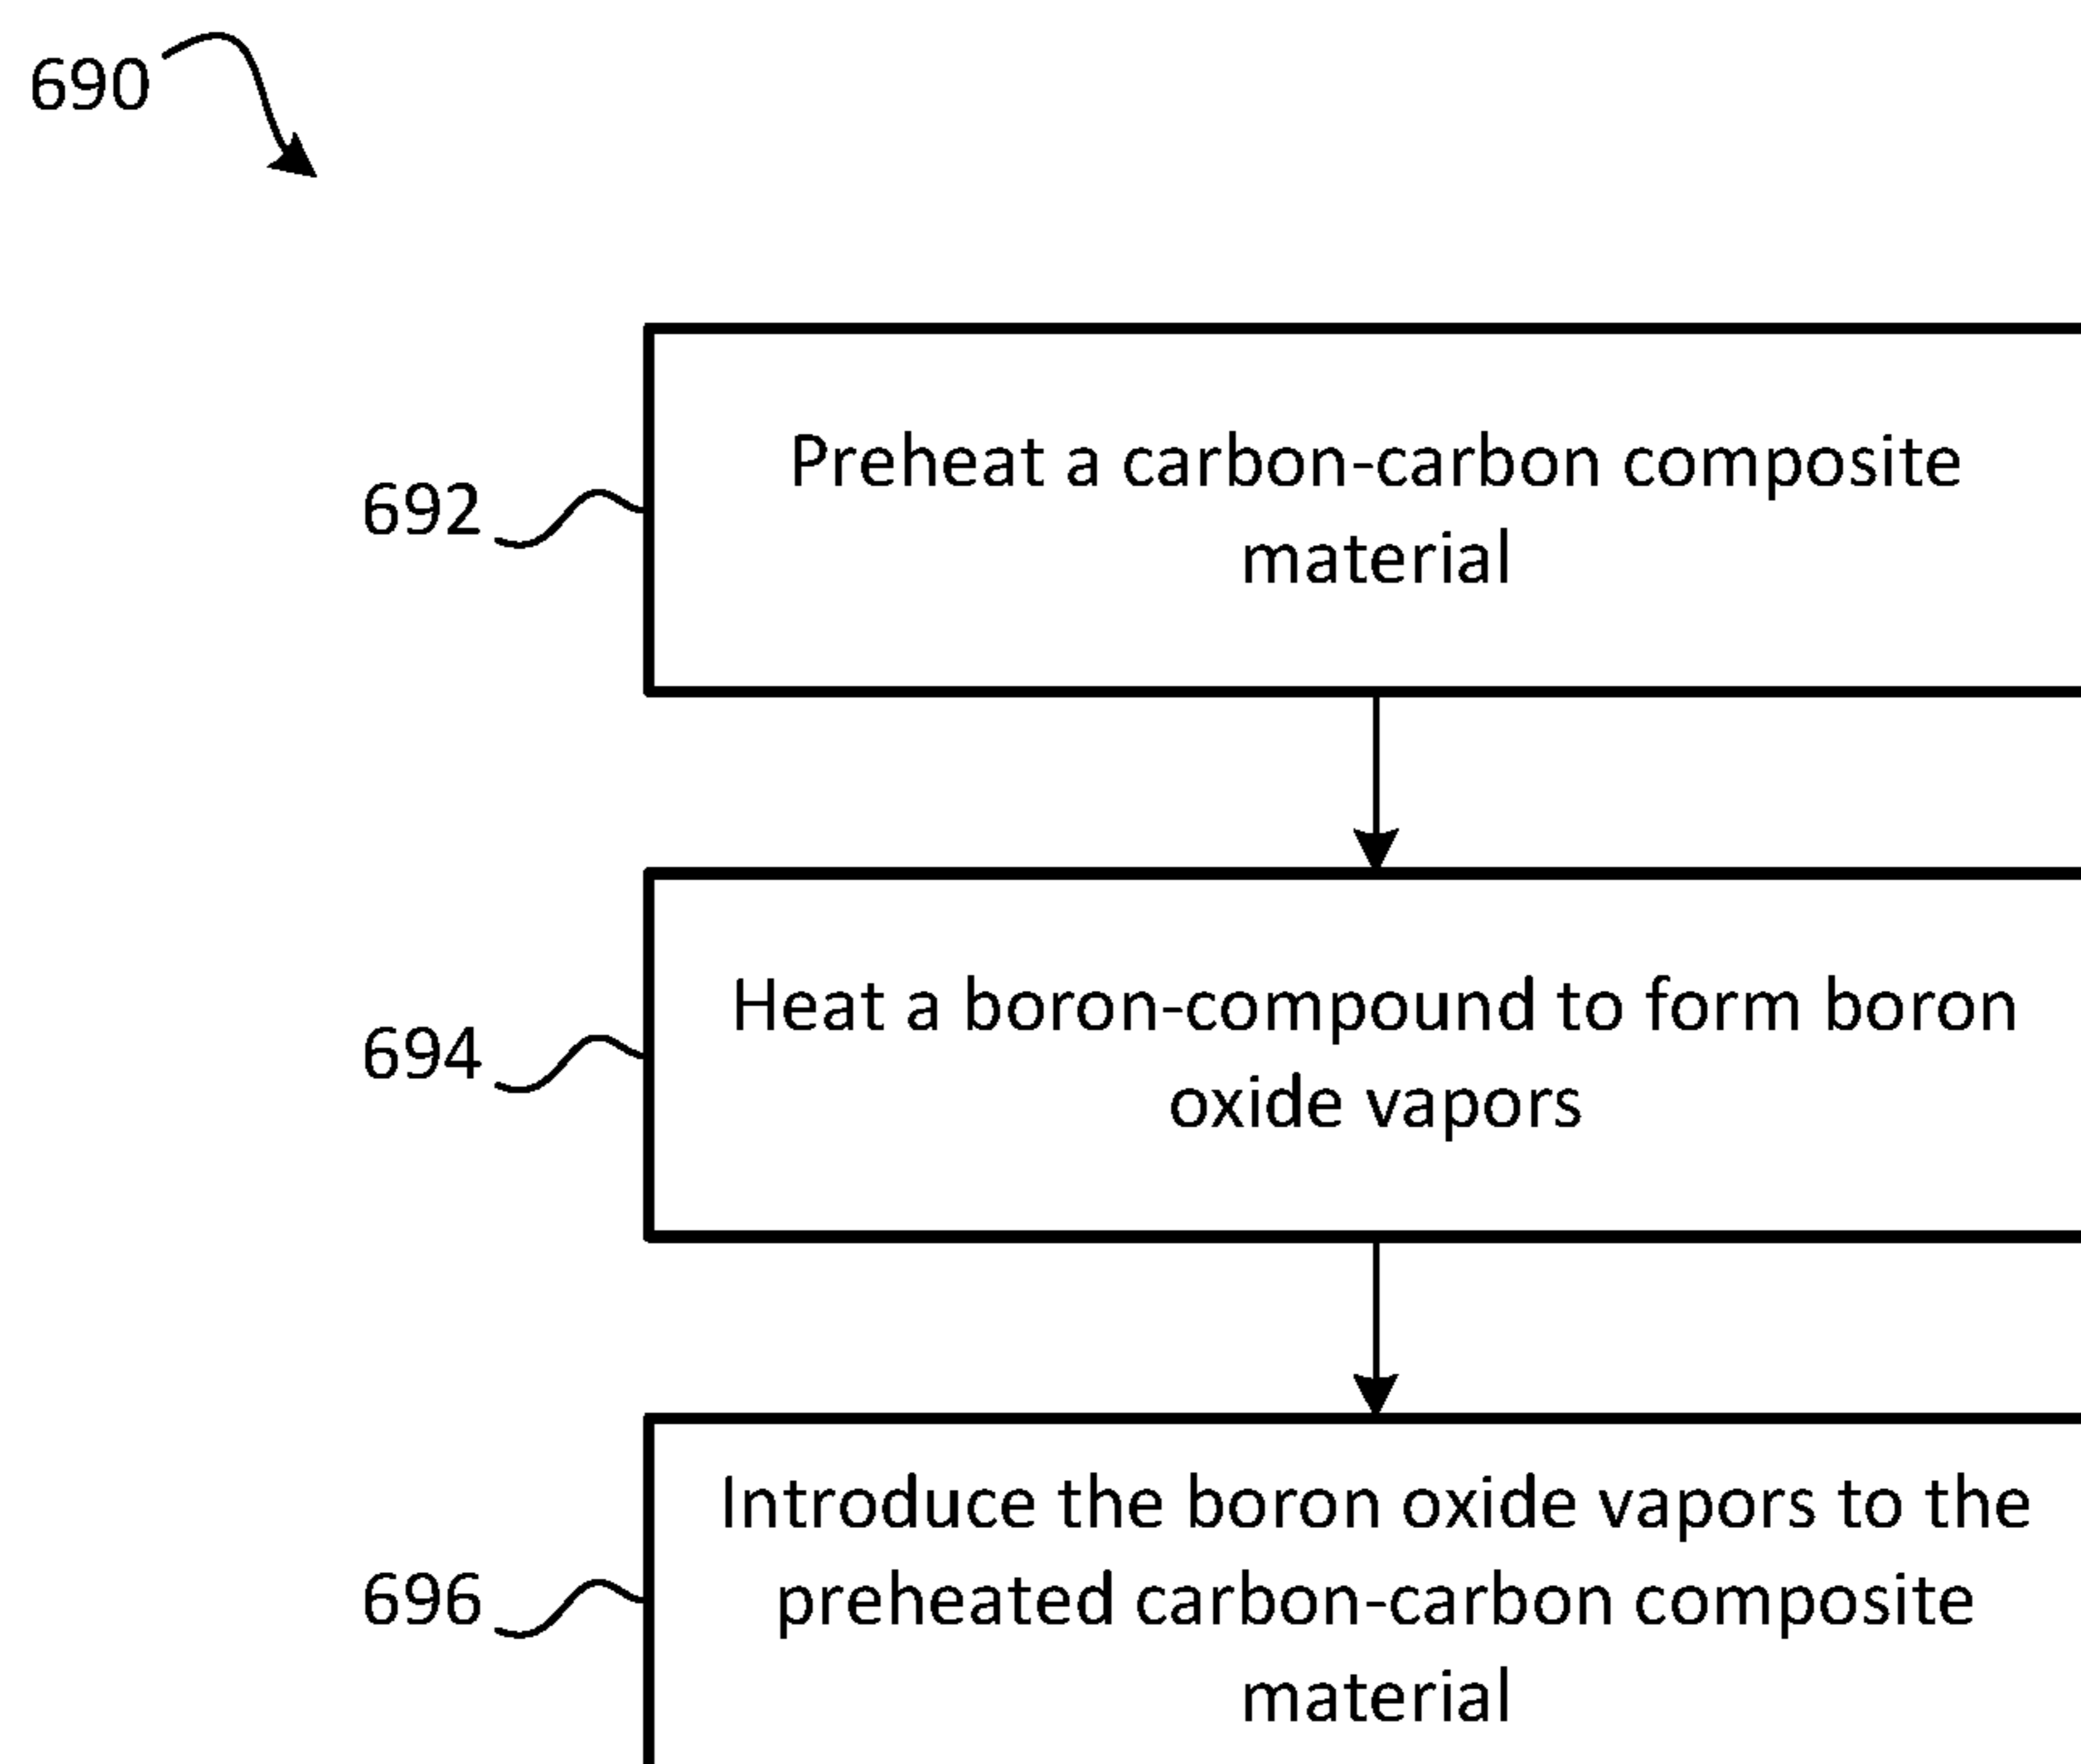 690
692
Preheat a carbon-carbon composite
material
694
Heat a boron-compound to form boron
oxide vapors
696
Introduce the boron oxide vapors to the
preheated carbon-carbon composite
material